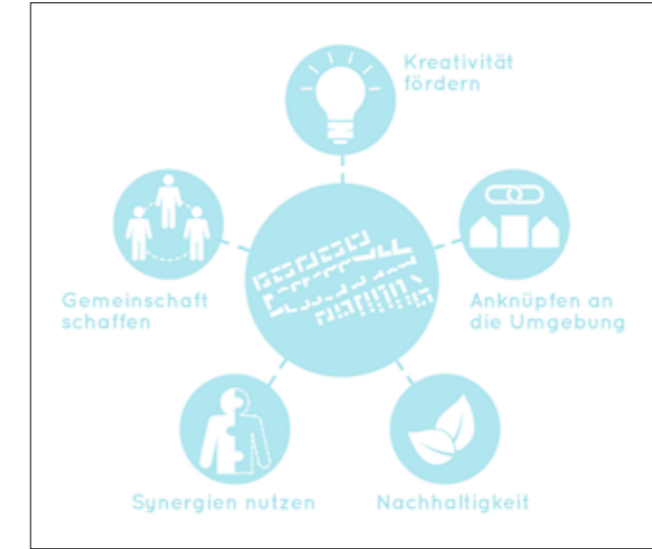 Kreativität
fördern
Gemeinschaft
schaffen
Anknüpfen an
die Umgebung
Synergien nutzen
Nachhaltigkeit